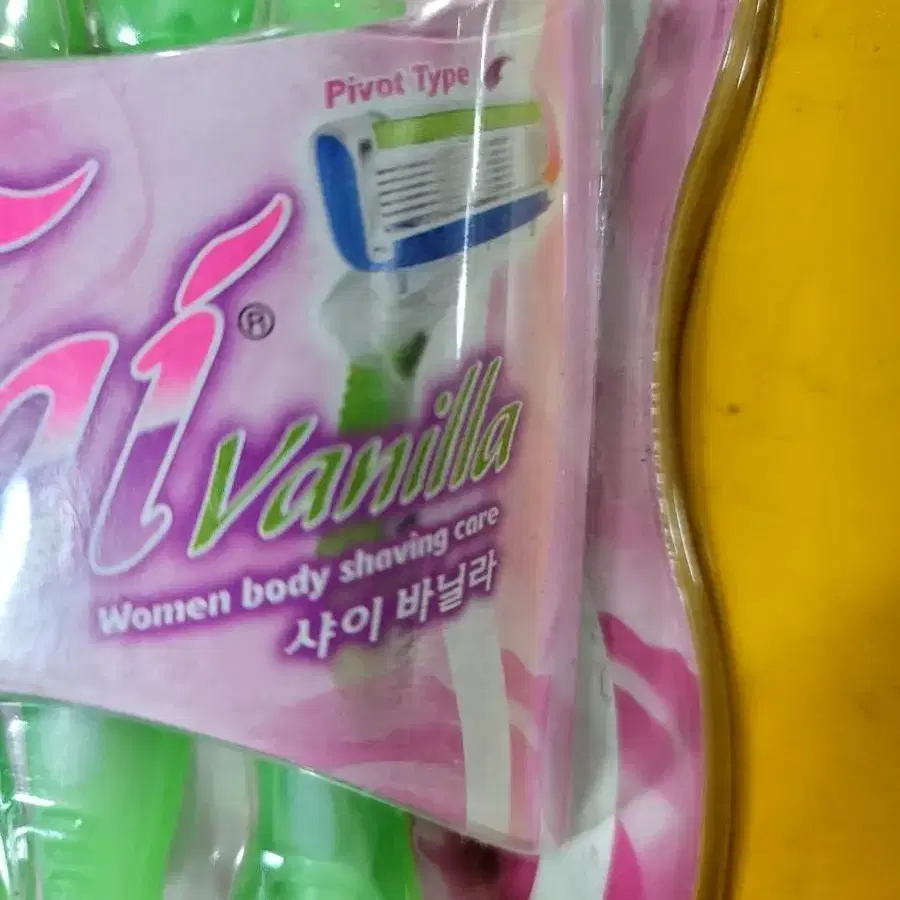 Pivot Type
®
Vanilla
Women body shaving care
샤이 바닐라